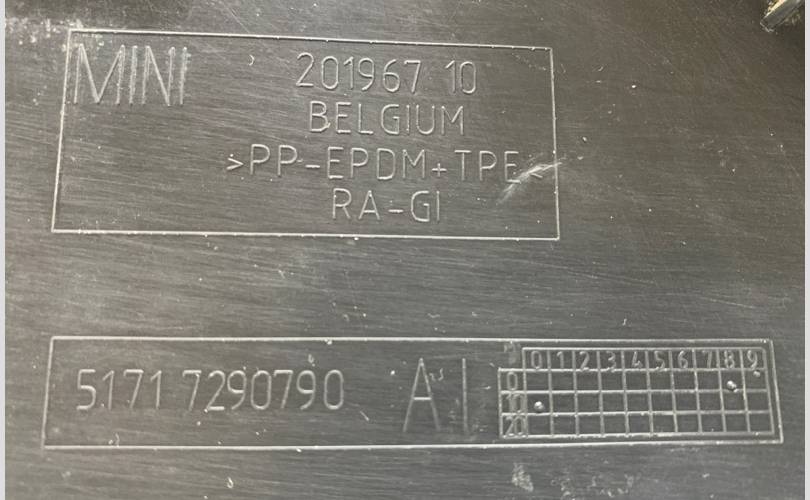 MINI
201967 10
BELGIUM
>PP-EPDM+TPE<
RA-GI
5171 7290790 AI
0 1 2 3 4 5 6 7 8 9
0
10
20